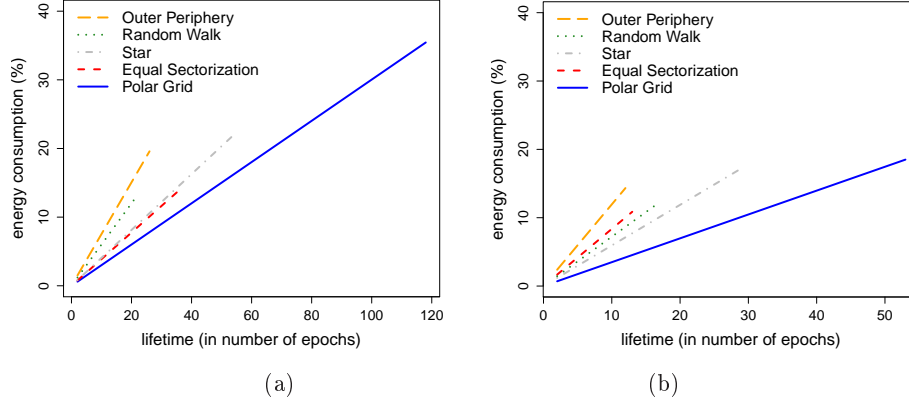 energy consumption (%)
40
30
20
10
0
Outer Periphery
Random Walk
Star
Equal Sectorization
Polar Grid
0 20 40 60 80 100 120
lifetime (in number of epochs)
(a)
energy consumption (%)
40
30
20
10
0
Outer Periphery
Random Walk
Star
Equal Sectorization
Polar Grid
0 10 20 30 40 50
lifetime (in number of epochs)
(b)